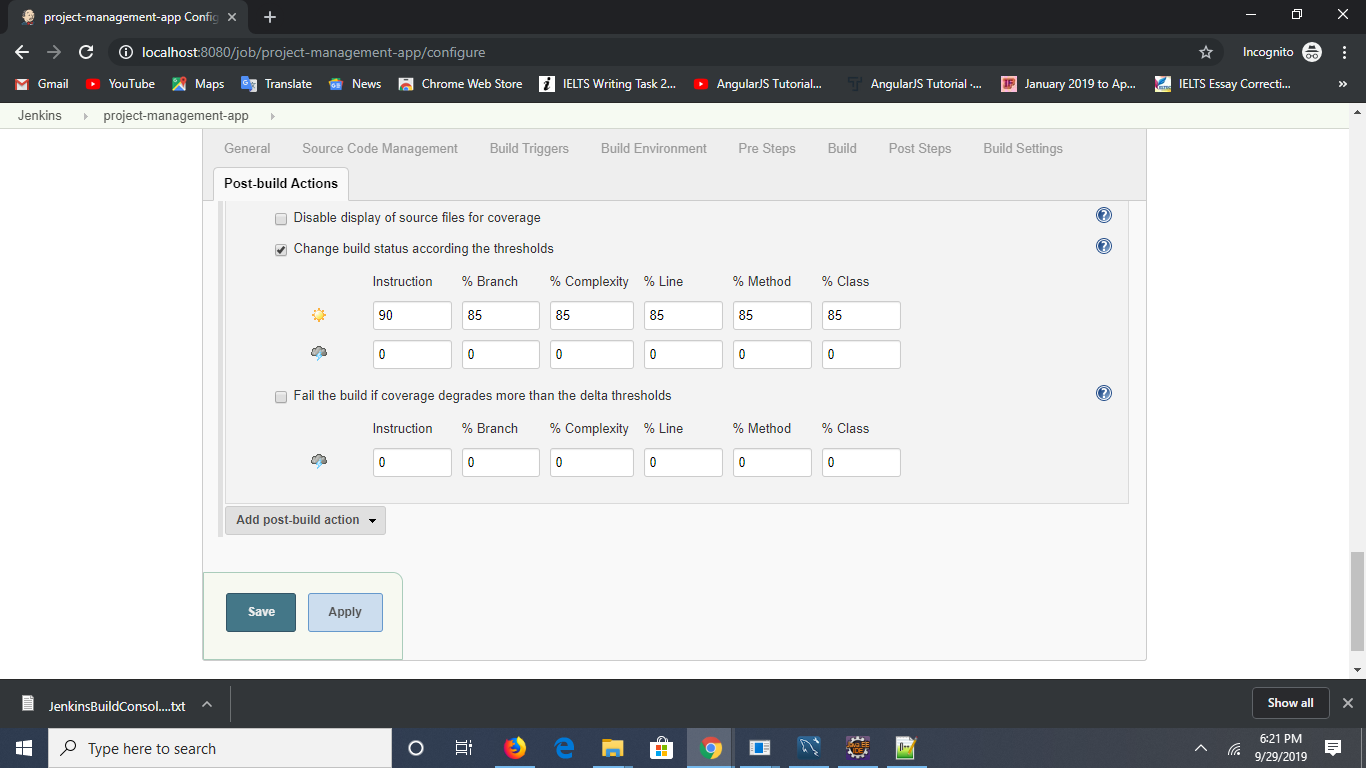 project-management-app Config
localhost:8080/job/project-management-app/configure
Incognito
Gmail YouTube Maps Translate News Chrome Web Store IELTS Writing Task 2... AngularJS Tutorial... AngularJS Tutorial -... January 2019 to Ap... IELTS Essay Correcti... »
Jenkins project-management-app
General Source Code Management Build Triggers Build Environment Pre Steps Build Post Steps Build Settings
Post-build Actions
Disable display of source files for coverage
Change build status according the thresholds
Instruction % Branch % Complexity % Line % Method % Class
90 85 85 85 85 85
0 0 0 0 0 0
Fail the build if coverage degrades more than the delta thresholds
Instruction % Branch % Complexity % Line % Method % Class
0 0 0 0 0 0
Add post-build action
Save Apply
JenkinsBuildConsol....txt
Show all
Type here to search
6:21 PM
9/29/2019